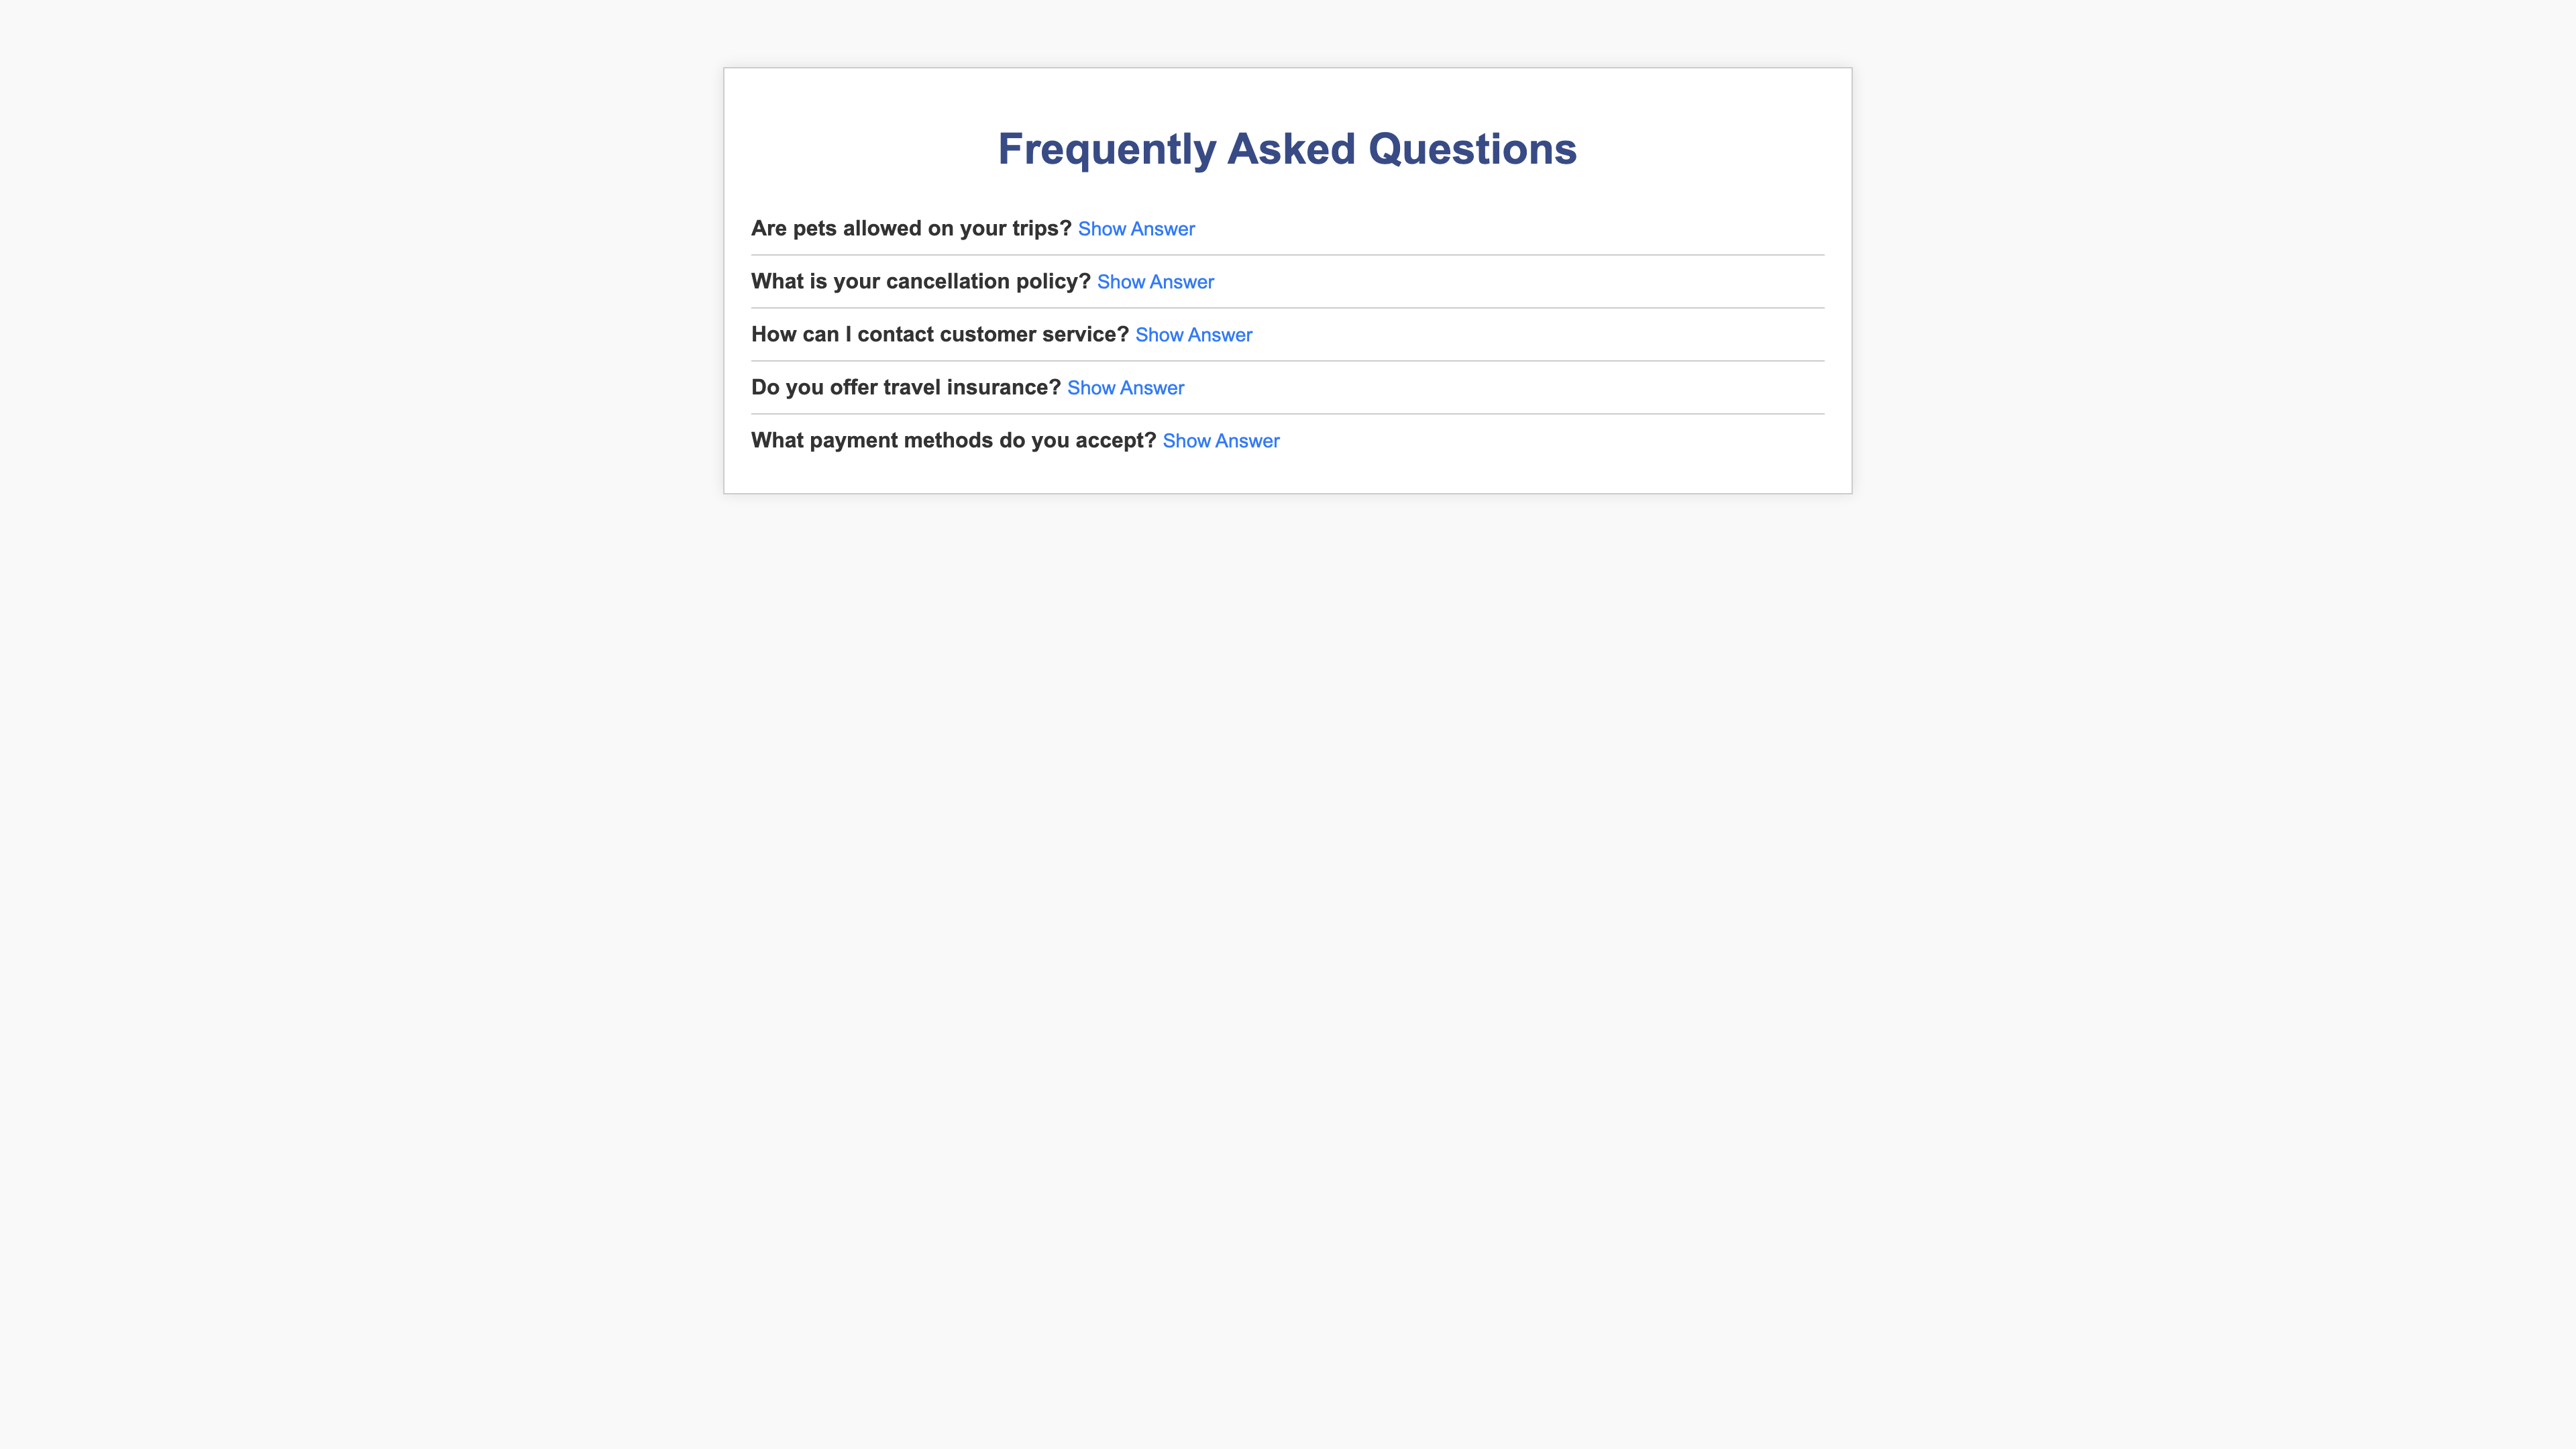 Frequently Asked Questions
Are pets allowed on your trips? Show Answer
What is your cancellation policy? Show Answer
How can I contact customer service? Show Answer
Do you offer travel insurance? Show Answer
What payment methods do you accept? Show Answer